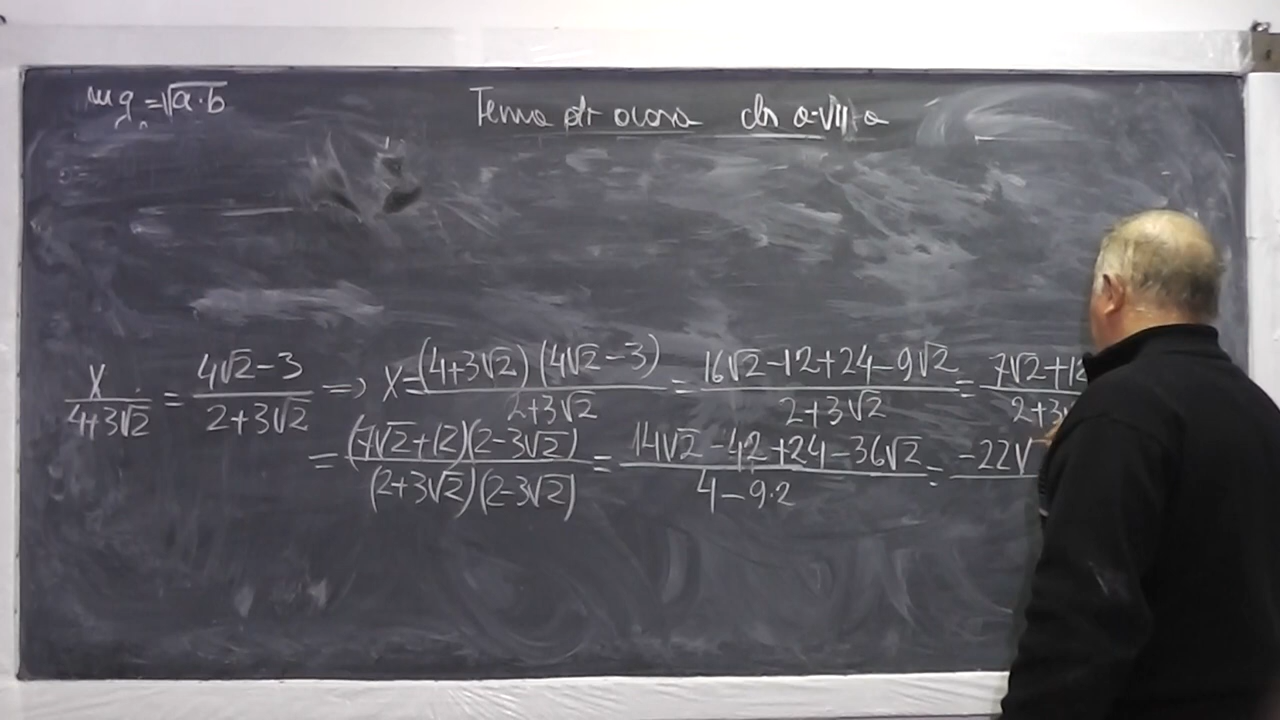 mg = √a·b
Tema de acasă cls a-VII-a
X/(4+3√2) = (4√2-3)/(2+3√2) => X = (4+3√2)(4√2-3)/(2+3√2) = (16√2-12+24-9√2)/(2+3√2) = (7√2+12)/(2+3√
= (7√2+12)(2-3√2)/((2+3√2)(2-3√2)) = (14√2-42+24-36√2)/(4-9·2) = -22√